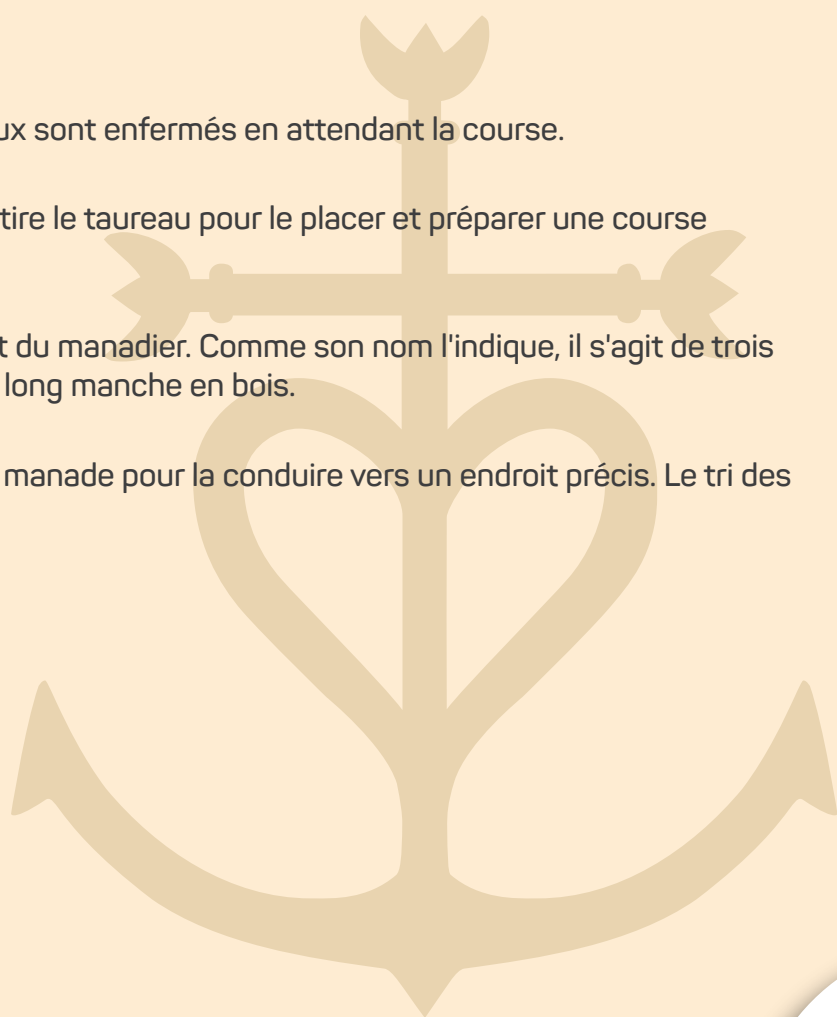 ux sont enfermés en attendant la course.
tire le taureau pour le placer et préparer une course
t du manadier. Comme son nom l'indique, il s'agit de trois
long manche en bois.
manade pour la conduire vers un endroit précis. Le tri des